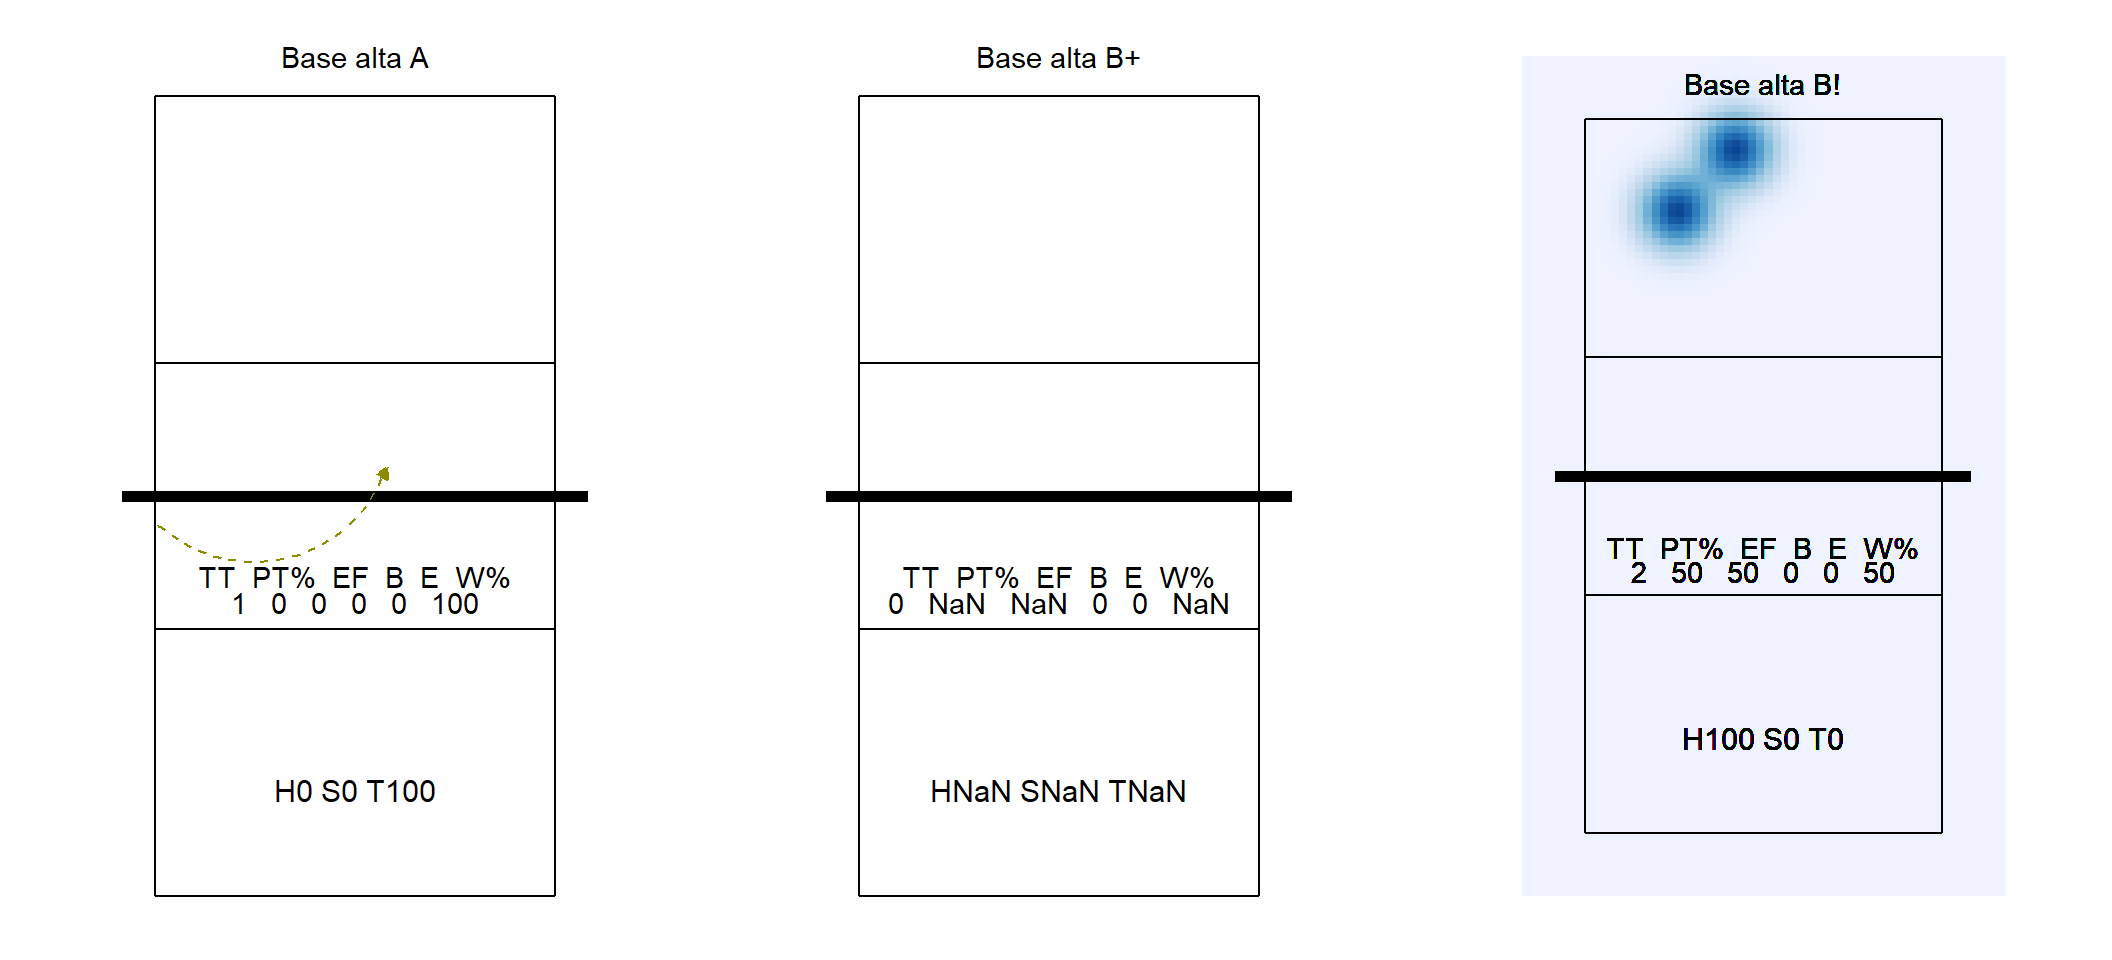 Base alta A
TT PT% EF B E W%
1 0 0 0 0 100
H0 S0 T100
Base alta B+
TT PT% EF B E W%
0 NaN NaN 0 0 NaN
HNaN SNaN TNaN
Base alta B!
TT PT% EF B E W%
2 50 50 0 0 50
H100 S0 T0